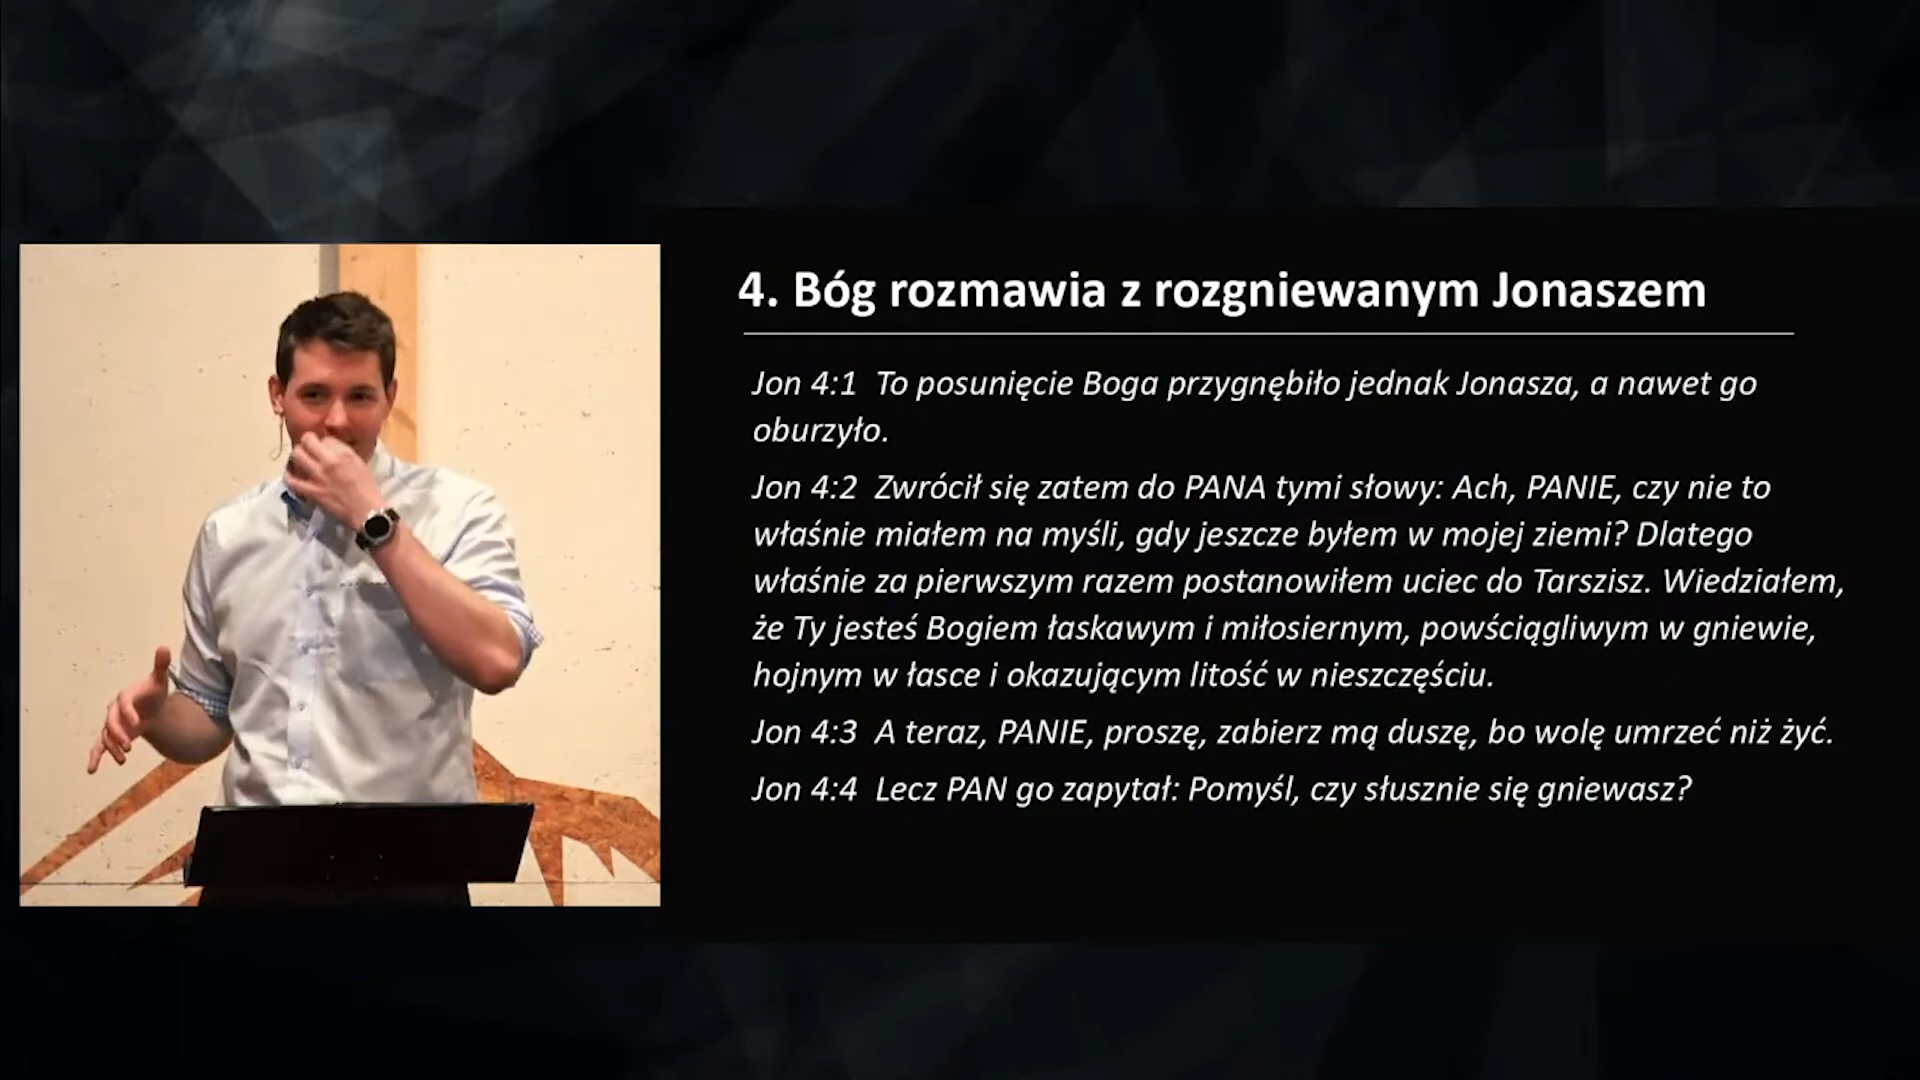 4. Bóg rozmawia z rozgniewanym Jonaszem
Jon 4:1 To posunięcie Boga przygnębiło jednak Jonasza, a nawet go
oburzyło.
Jon 4:2 Zwrócił się zatem do PANA tymi słowy: Ach, PANIE, czy nie to
właśnie miałem na myśli, gdy jeszcze byłem w mojej ziemi? Dlatego
właśnie za pierwszym razem postanowiłem uciec do Tarszisz. Wiedziałem,
że Ty jesteś Bogiem łaskawym i miłosiernym, powściągliwym w gniewie,
hojnym w łasce i okazującym litość w nieszczęściu.
Jon 4:3 A teraz, PANIE, proszę, zabierz mą duszę, bo wolę umrzeć niż żyć.
Jon 4:4 Lecz PAN go zapytał: Pomyśl, czy słusznie się gniewasz?